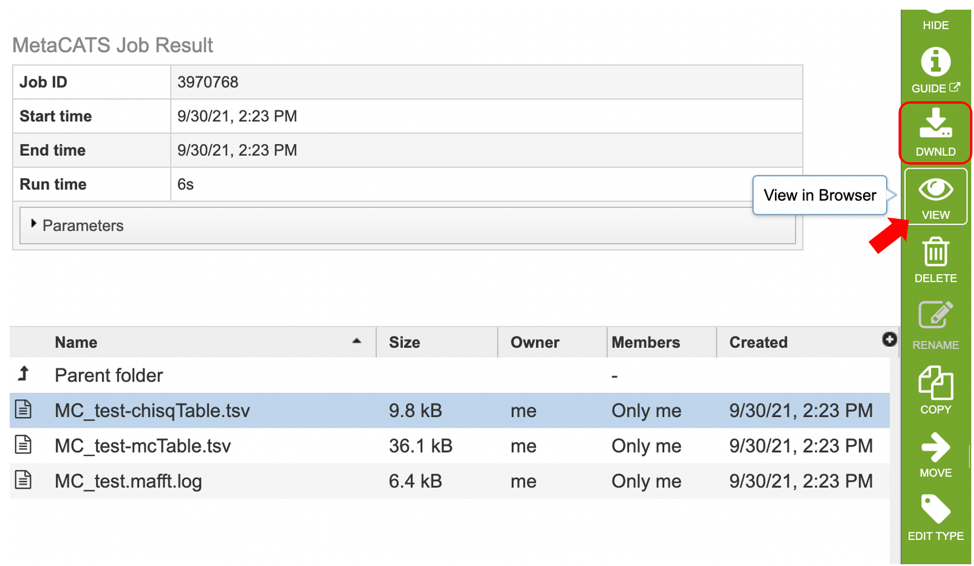 MetaCATS Job Result
Job ID 3970768
Start time 9/30/21, 2:23 PM
End time 9/30/21, 2:23 PM
Run time 6s
Parameters
Name Size Owner Members Created
Parent folder -
MC_test-chisqTable.tsv 9.8 kB me Only me 9/30/21, 2:23 PM
MC_test-mcTable.tsv 36.1 kB me Only me 9/30/21, 2:23 PM
MC_test.mafft.log 6.4 kB me Only me 9/30/21, 2:23 PM
HIDE
GUIDE
DWNLD
View in Browser
VIEW
DELETE
RENAME
COPY
MOVE
EDIT TYPE